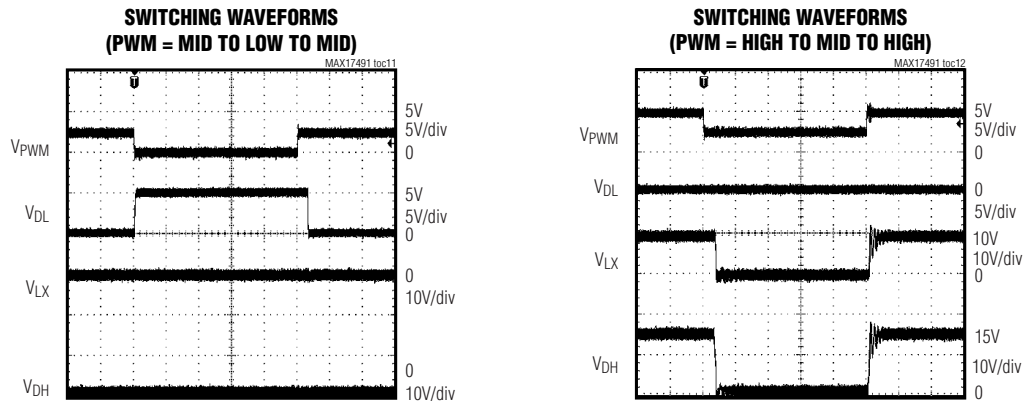 SWITCHING WAVEFORMS
(PWM = MID TO LOW TO MID)
MAX17491 toc11
VPWM
5V
5V/div
0
VDL
5V
5V/div
0
VLX
0
10V/div
VDH
0
10V/div
SWITCHING WAVEFORMS
(PWM = HIGH TO MID TO HIGH)
MAX17491 toc12
VPWM
5V
5V/div
0
VDL
0
5V/div
VLX
10V
10V/div
0
VDH
15V
10V/div
0